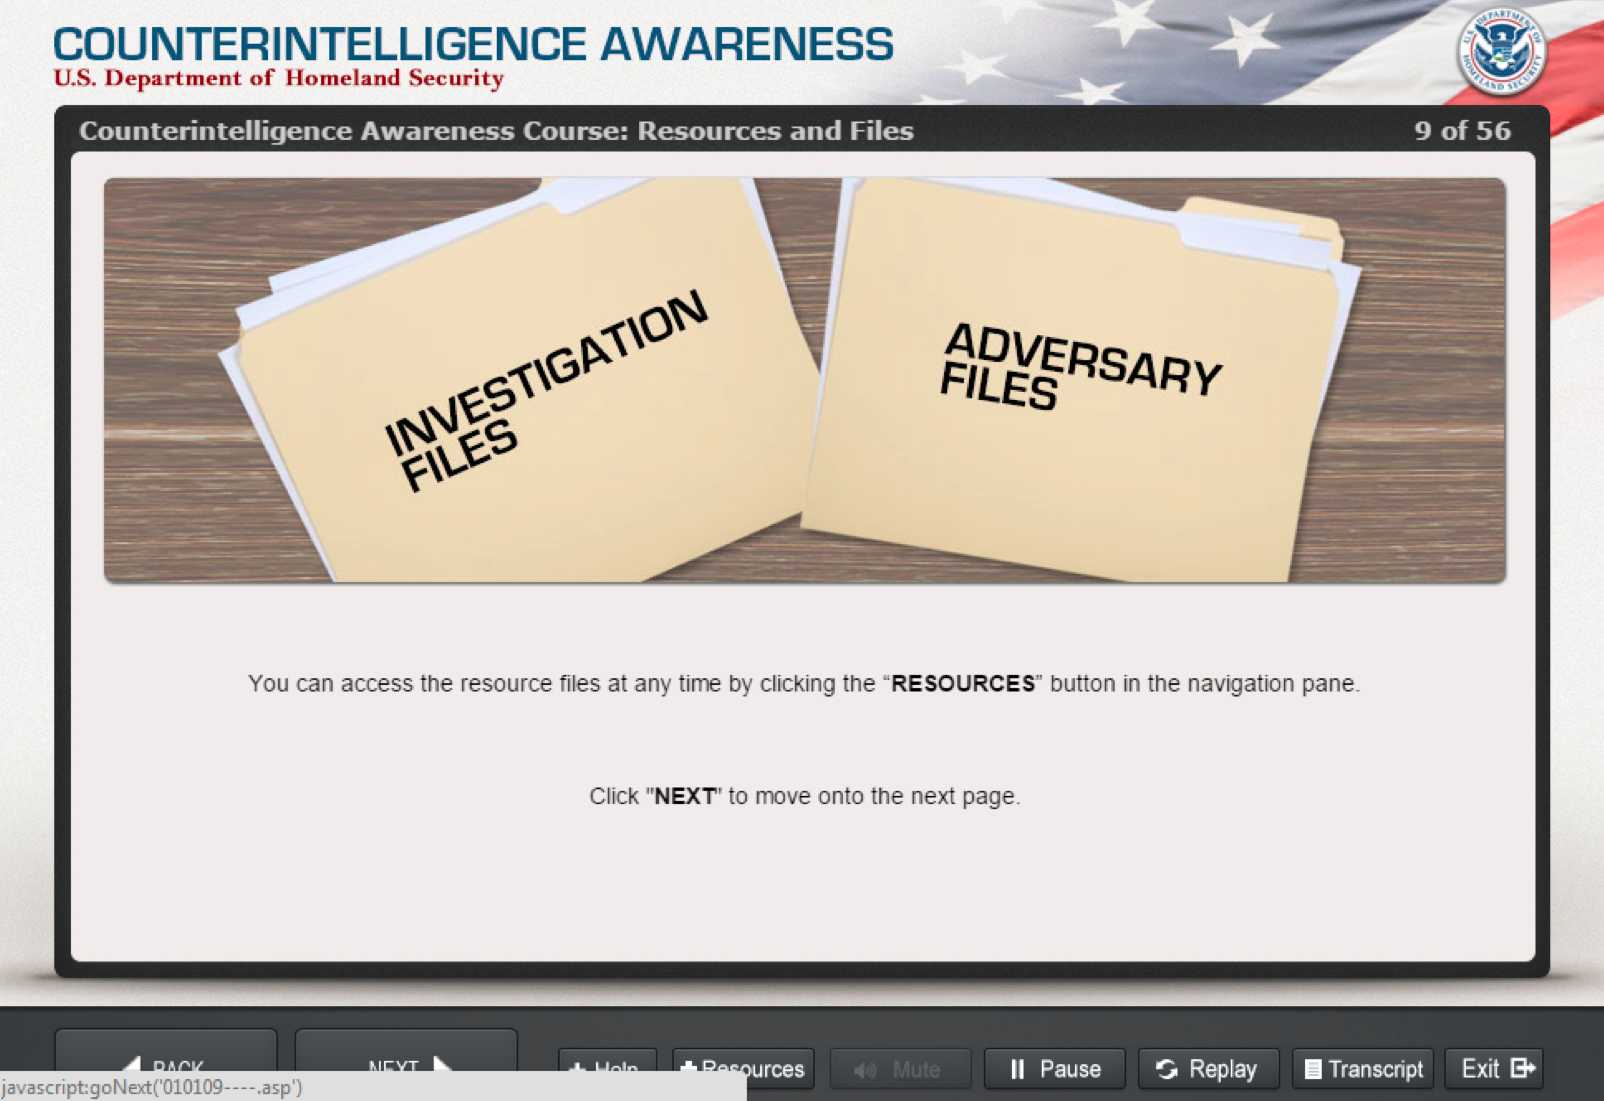 COUNTERINTELLIGENCE AWARENESS
U.S. Department of Homeland Security
Counterintelligence Awareness Course: Resources and Files
9 of 56
INVESTIGATION
FILES
ADVERSARY
FILES
You can access the resource files at any time by clicking the “RESOURCES” button in the navigation pane.
Click "NEXT" to move onto the next page.
BACK
NEXT
Help
Resources
Mute
Pause
Replay
Transcript
Exit
javascript:goNext('010109----.asp')